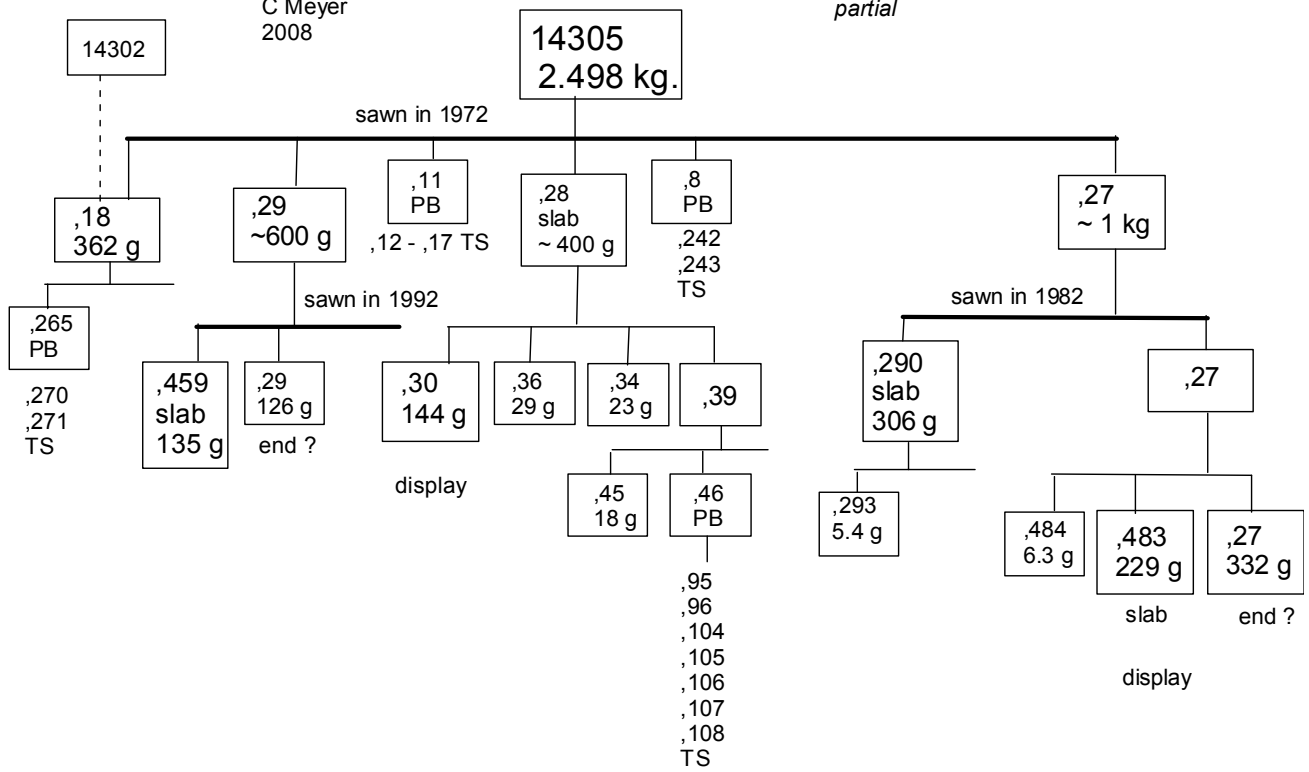 C Meyer
2008
partial
14302
14305
2.498 kg.
sawn in 1972
,18
362 g
,29
~600 g
,11
PB
,12 - ,17 TS
,28
slab
~ 400 g
,8
PB
,242
,243
TS
,27
~ 1 kg
,265
PB
,270
,271
TS
sawn in 1992
,459
slab
135 g
,29
126 g
end ?
,30
144 g
display
,36
29 g
,34
23 g
,39
,45
18 g
,46
PB
,95
,96
,104
,105
,106
,107
,108
TS
sawn in 1982
,290
slab
306 g
,293
5.4 g
,27
,484
6.3 g
,483
229 g
slab
,27
332 g
end ?
display